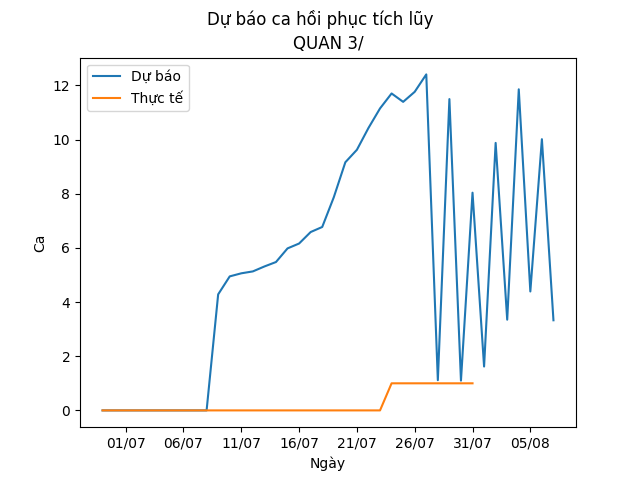 Dự báo ca hồi phục tích lũy
QUAN 3/
Dự báo
Thực tế
Ca
12
10
8
6
4
2
0
01/07 06/07 11/07 16/07 21/07 26/07 31/07 05/08
Ngày